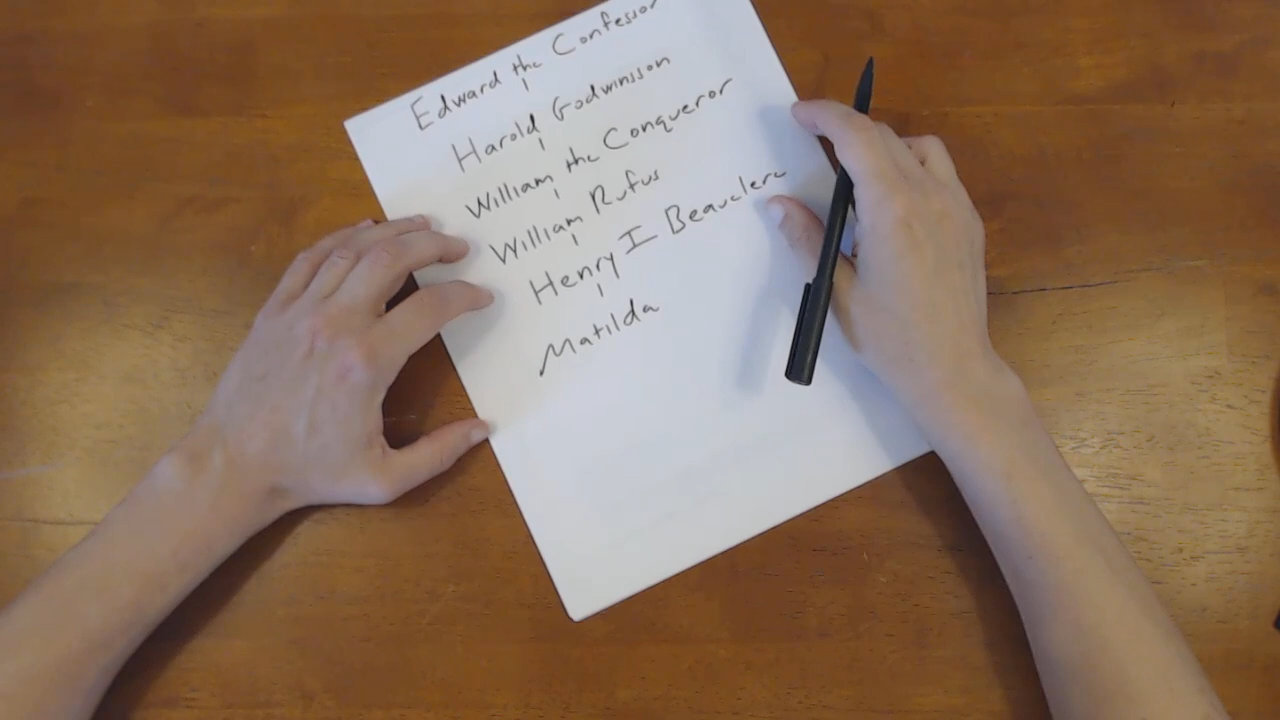 Edward the Confessor
Harold Godwinsson
William the Conqueror
William Rufus
Henry I Beauclerc
Matilda